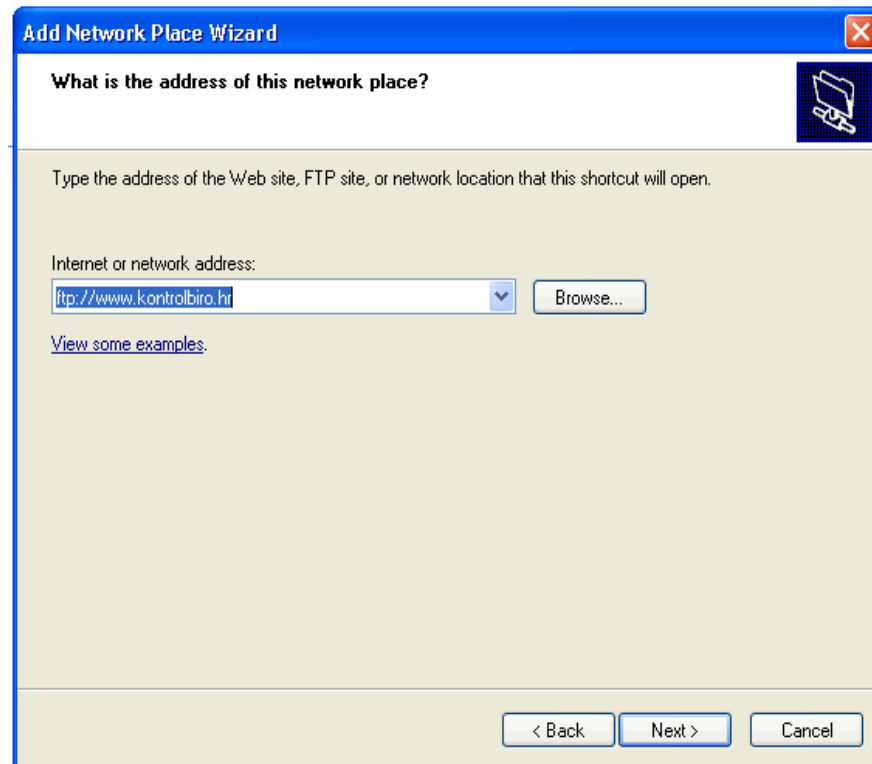 Add Network Place Wizard
What is the address of this network place?
Type the address of the Web site, FTP site, or network location that this shortcut will open.
Internet or network address:
ftp://www.kontrolbiro.hr
Browse...
View some examples.
< Back
Next >
Cancel